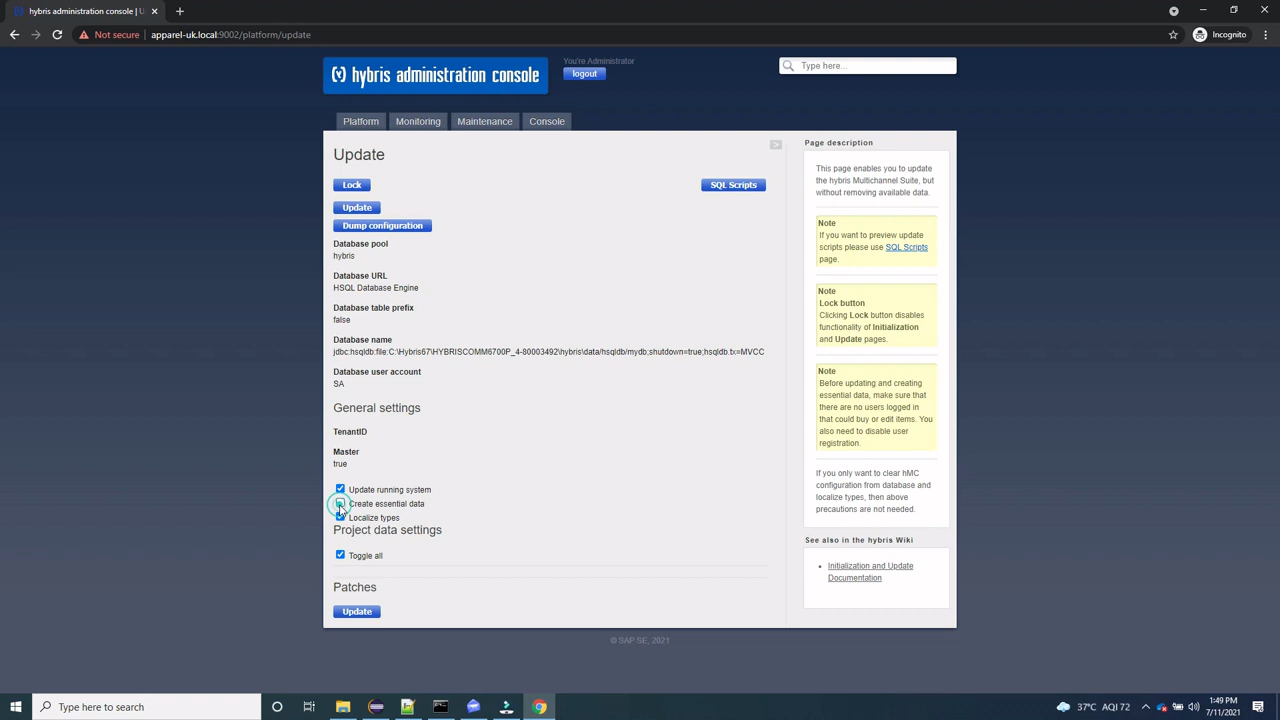 hybris administration console | U
Not secure
apparel-uk.local:9002/platform/update
Incognito
hybris administration console
You're Administrator
logout
Type here...
Platform
Monitoring
Maintenance
Console
Update
>
Lock
SQL Scripts
Update
Dump configuration
Database pool
hybris
Database URL
HSQL Database Engine
Database table prefix
false
Database name
jdbc:hsqldb:file:C:\Hybris67\HYBRISCOMM6700P_4-80003492\hybris\data/hsqldb/mydb;shutdown=true;hsqldb.tx=MVCC
Database user account
SA
General settings
TenantID
Master
true
Update running system
Create essential data
Localize types
Project data settings
Toggle all
Patches
Update
Page description
This page enables you to update
the hybris Multichannel Suite, but
without removing available data.
Note
If you want to preview update
scripts please use SQL Scripts
page.
Note
Lock button
Clicking Lock button disables
functionality of Initialization
and Update pages.
Note
Before updating and creating
essential data, make sure that
there are no users logged in
that could buy or edit items. You
also need to disable user
registration.
If you only want to clear hMC
configuration from database and
localize types, then above
precautions are not needed.
See also in the hybris Wiki
Initialization and Update
Documentation
© SAP SE, 2021
Type here to search
37°C AQI 72
1:49 PM
7/11/2021